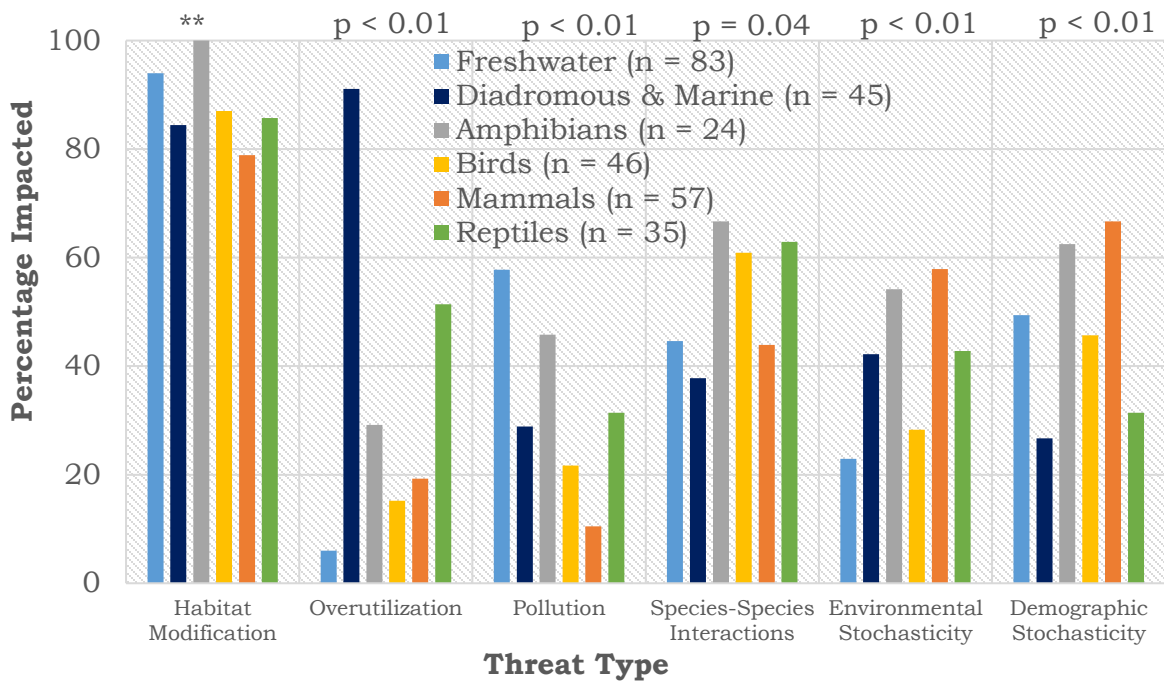 ** p < 0.01 p < 0.01 p = 0.04 p < 0.01 p < 0.01
100
80
60
40
20
0
Percentage Impacted
Freshwater (n = 83)
Diadromous & Marine (n = 45)
Amphibians (n = 24)
Birds (n = 46)
Mammals (n = 57)
Reptiles (n = 35)
Habitat
Modification
Overutilization
Pollution
Species-Species
Interactions
Environmental
Stochasticity
Demographic
Stochasticity
Threat Type